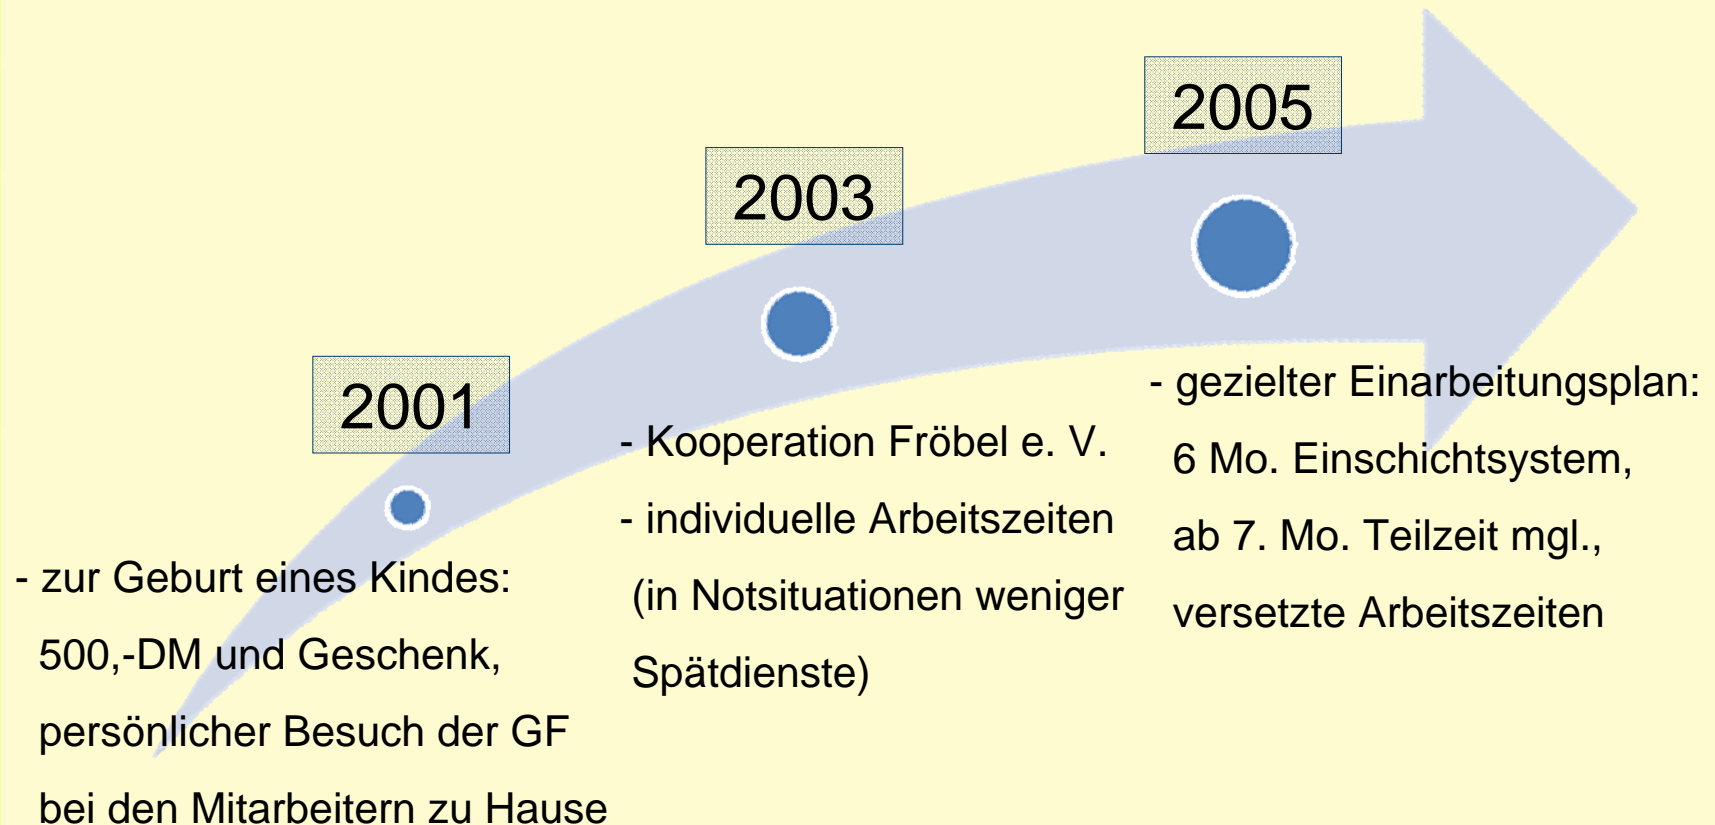 2001
- zur Geburt eines Kindes:
500,-DM und Geschenk,
persönlicher Besuch der GF
bei den Mitarbeitern zu Hause
2003
- Kooperation Fröbel e. V.
- individuelle Arbeitszeiten
(in Notsituationen weniger
Spätdienste)
2005
- gezielter Einarbeitungsplan:
6 Mo. Einschichtsystem,
ab 7. Mo. Teilzeit mgl.,
versetzte Arbeitszeiten